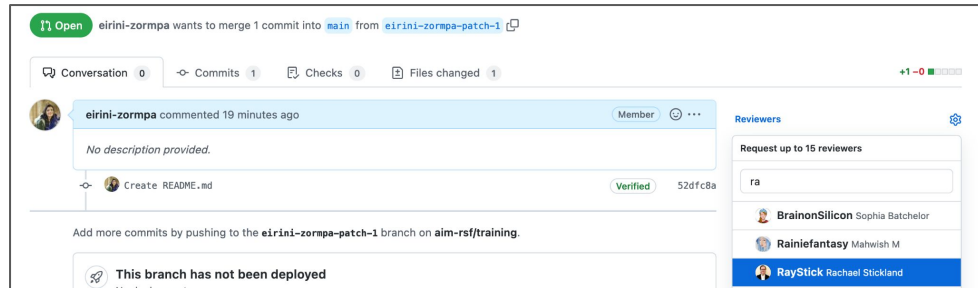 Open eirini-zormpa wants to merge 1 commit into main from eirini-zormpa-patch-1
Conversation 0 Commits 1 Checks 0 Files changed 1 +1 −0
eirini-zormpa commented 19 minutes ago Member
No description provided.
Create README.md Verified 52dfc8a
Add more commits by pushing to the eirini-zormpa-patch-1 branch on aim-rsf/training.
This branch has not been deployed
Reviewers
Request up to 15 reviewers
ra
BrainonSilicon Sophia Batchelor
Rainiefantasy Mahwish M
RayStick Rachael Stickland